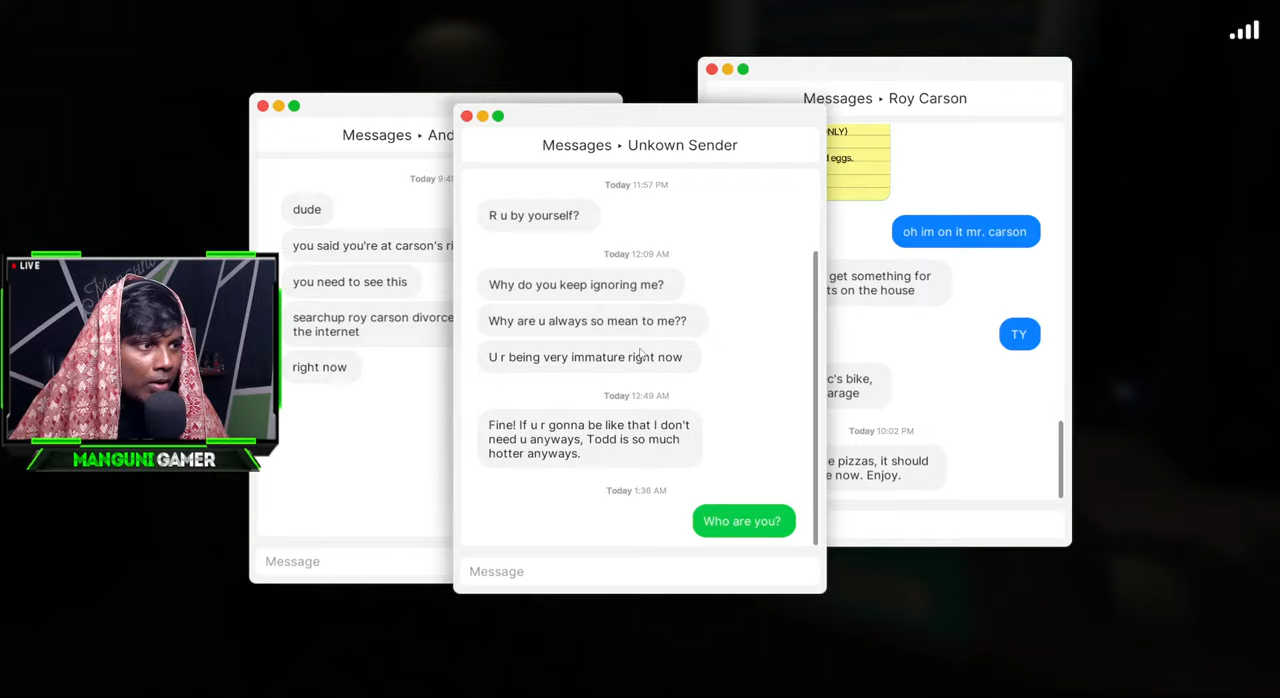 Messages ‣ And
Today 9:4
dude
you said you're at carson's ri
you need to see this
searchup roy carson divorce
the internet
right now
Message
Messages ‣ Unkown Sender
Today 11:57 PM
R u by yourself?
Today 12:09 AM
Why do you keep ignoring me?
Why are u always so mean to me??
U r being very immature right now
Today 12:49 AM
Fine! If u r gonna be like that I don't
need u anyways, Todd is so much
hotter anyways.
Today 1:36 AM
Who are you?
Message
Messages ‣ Roy Carson
NLY)
eggs.
oh im on it mr. carson
get something for
ts on the house
TY
c's bike,
arage
Today 10:02 PM
e pizzas, it should
e now. Enjoy.
LIVE
MANGUNI GAMER